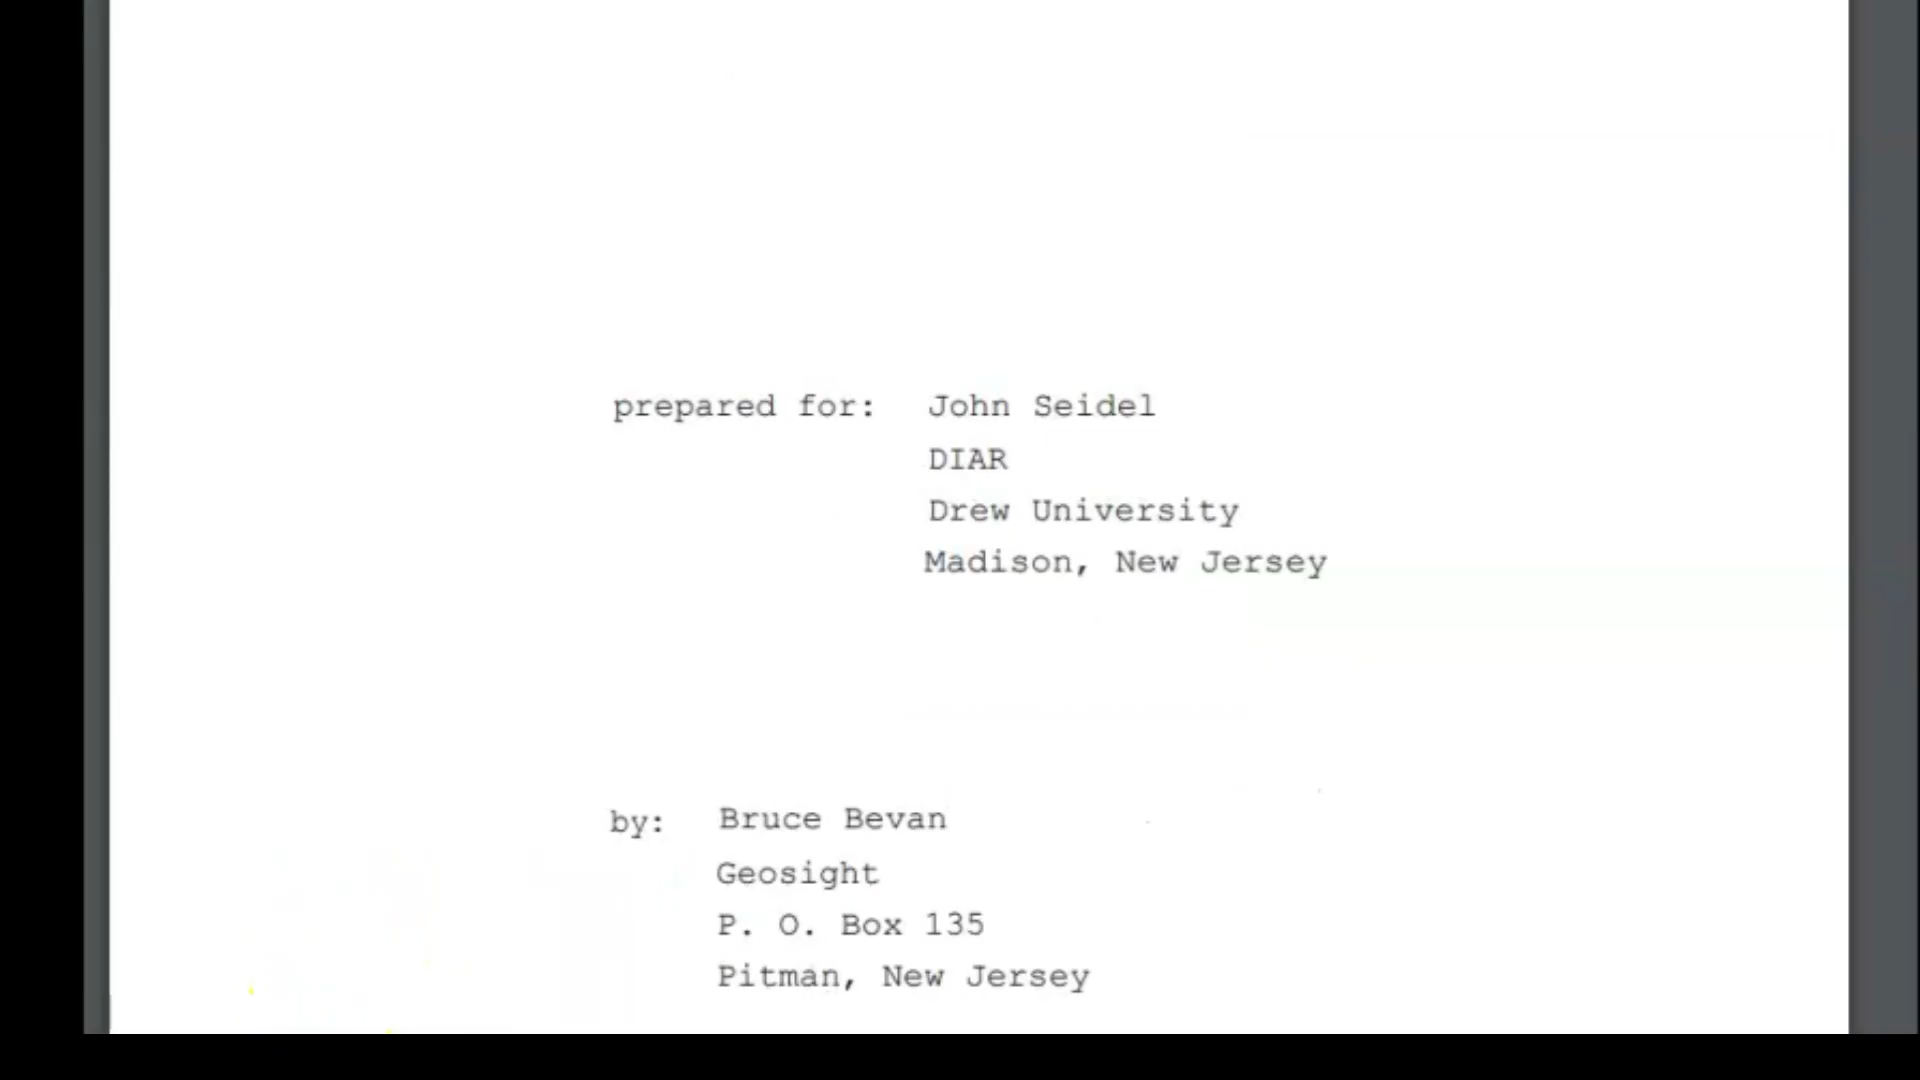 prepared for: John Seidel
DIAR
Drew University
Madison, New Jersey
by: Bruce Bevan
Geosight
P. O. Box 135
Pitman, New Jersey